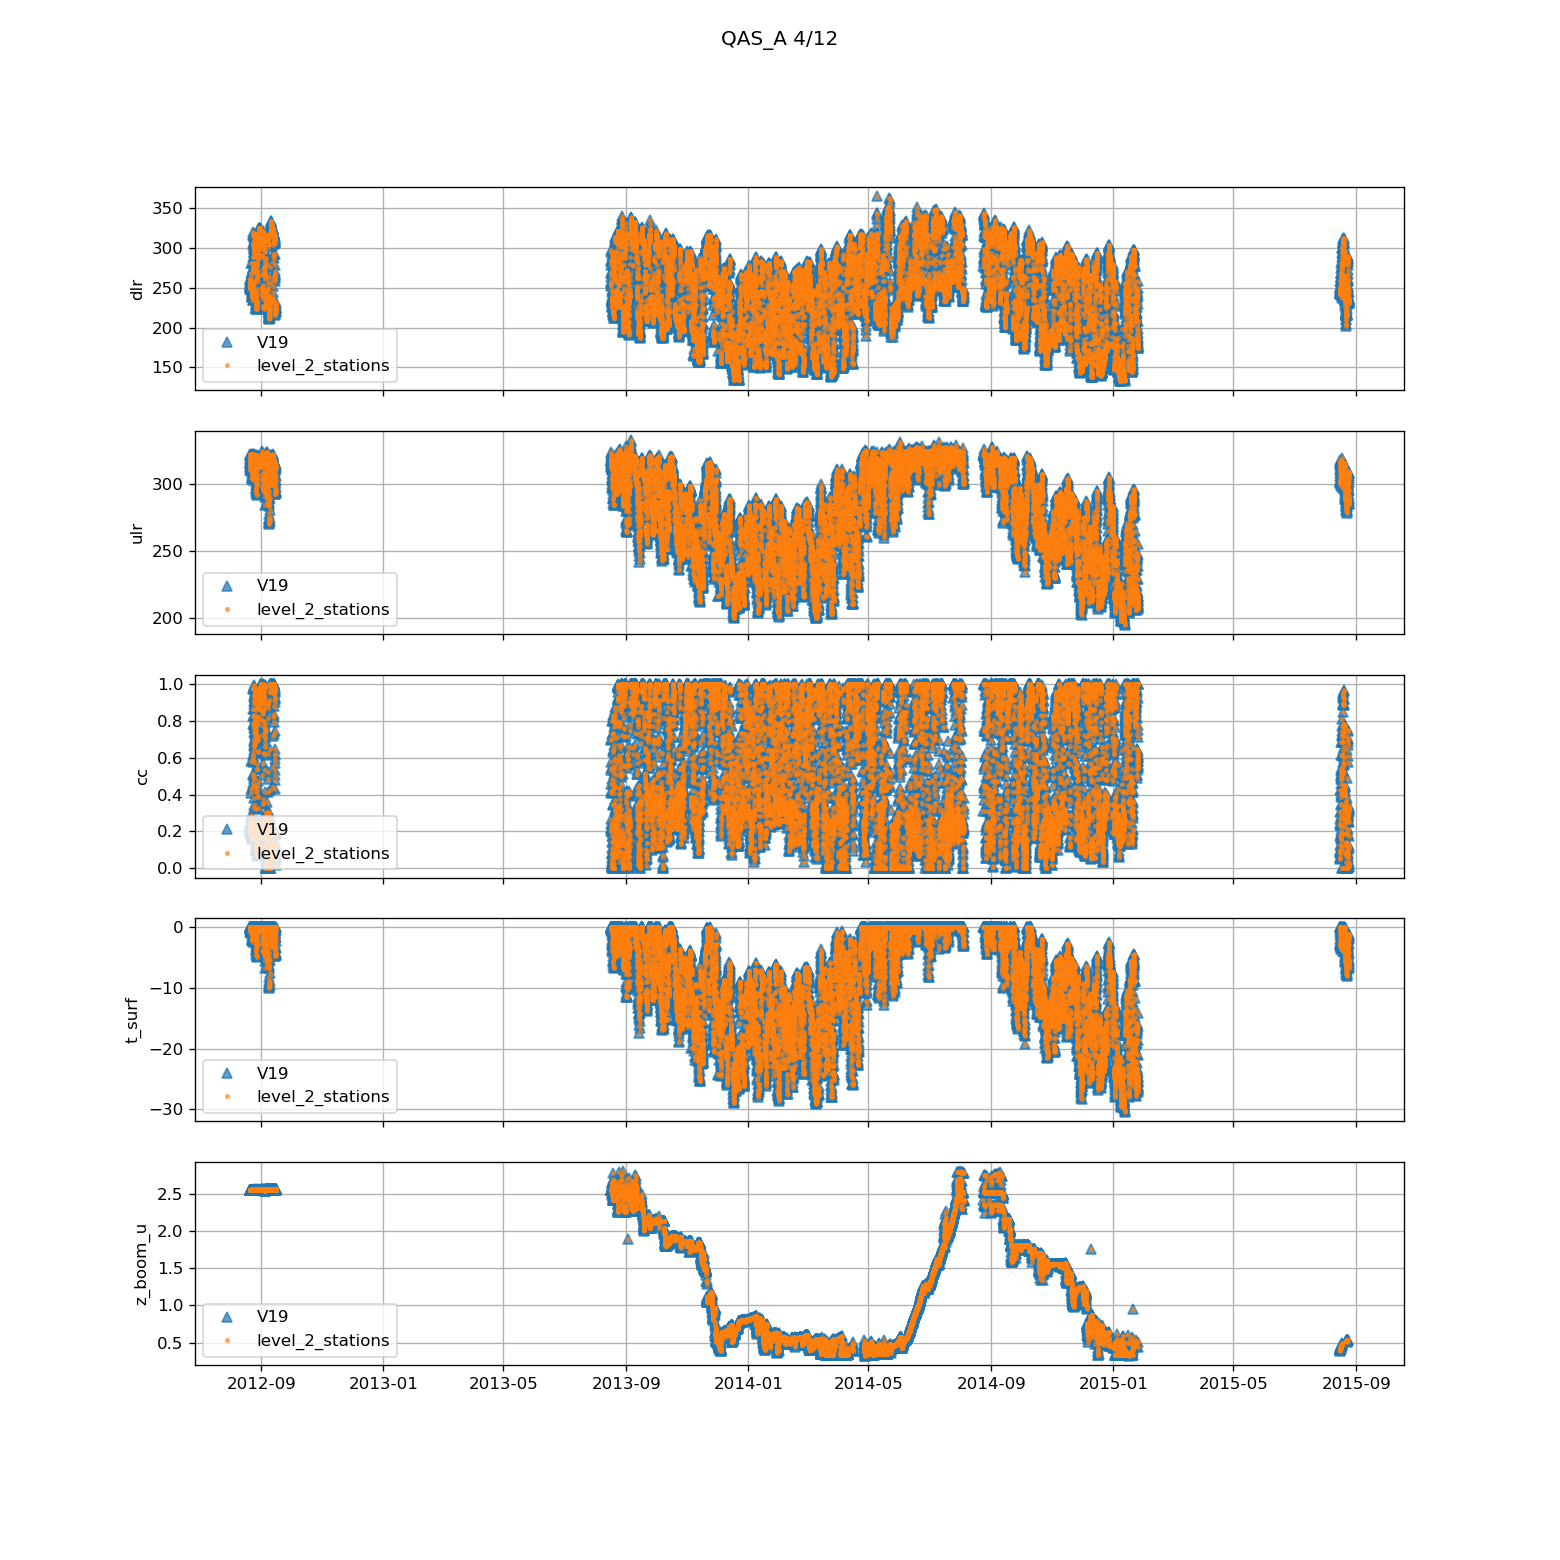 QAS_A 4/12
350
300
250
200
150
dlr
V19
level_2_stations
300
250
200
ulr
V19
level_2_stations
1.0
0.8
0.6
0.4
0.2
0.0
cc
V19
level_2_stations
0
−10
−20
−30
t_surf
V19
level_2_stations
2.5
2.0
1.5
1.0
0.5
z_boom_u
V19
level_2_stations
2012-09 2013-01 2013-05 2013-09 2014-01 2014-05 2014-09 2015-01 2015-05 2015-09